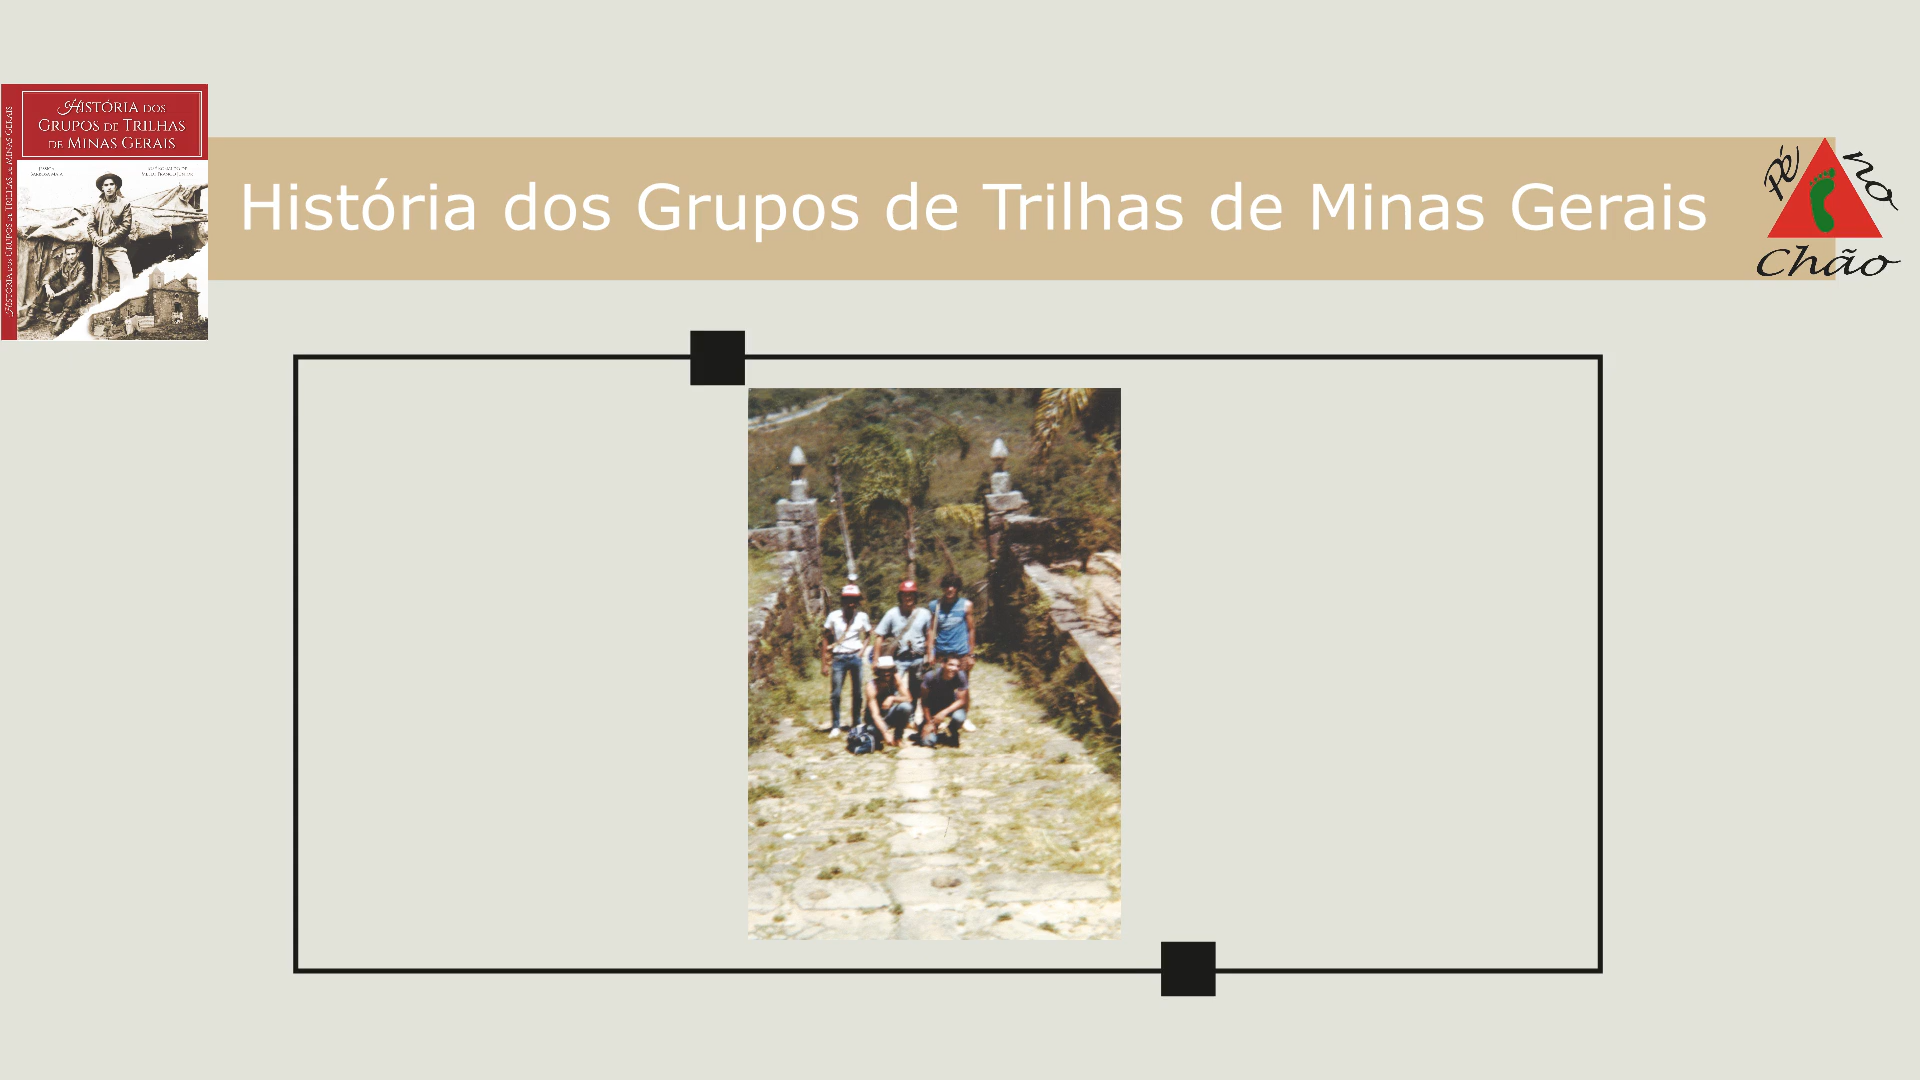 História dos
Grupos de Trilhas
de Minas Gerais
História dos Grupos de Trilhas de Minas Gerais
História dos Grupos de Trilhas de Minas Gerais
Pé no
Chão